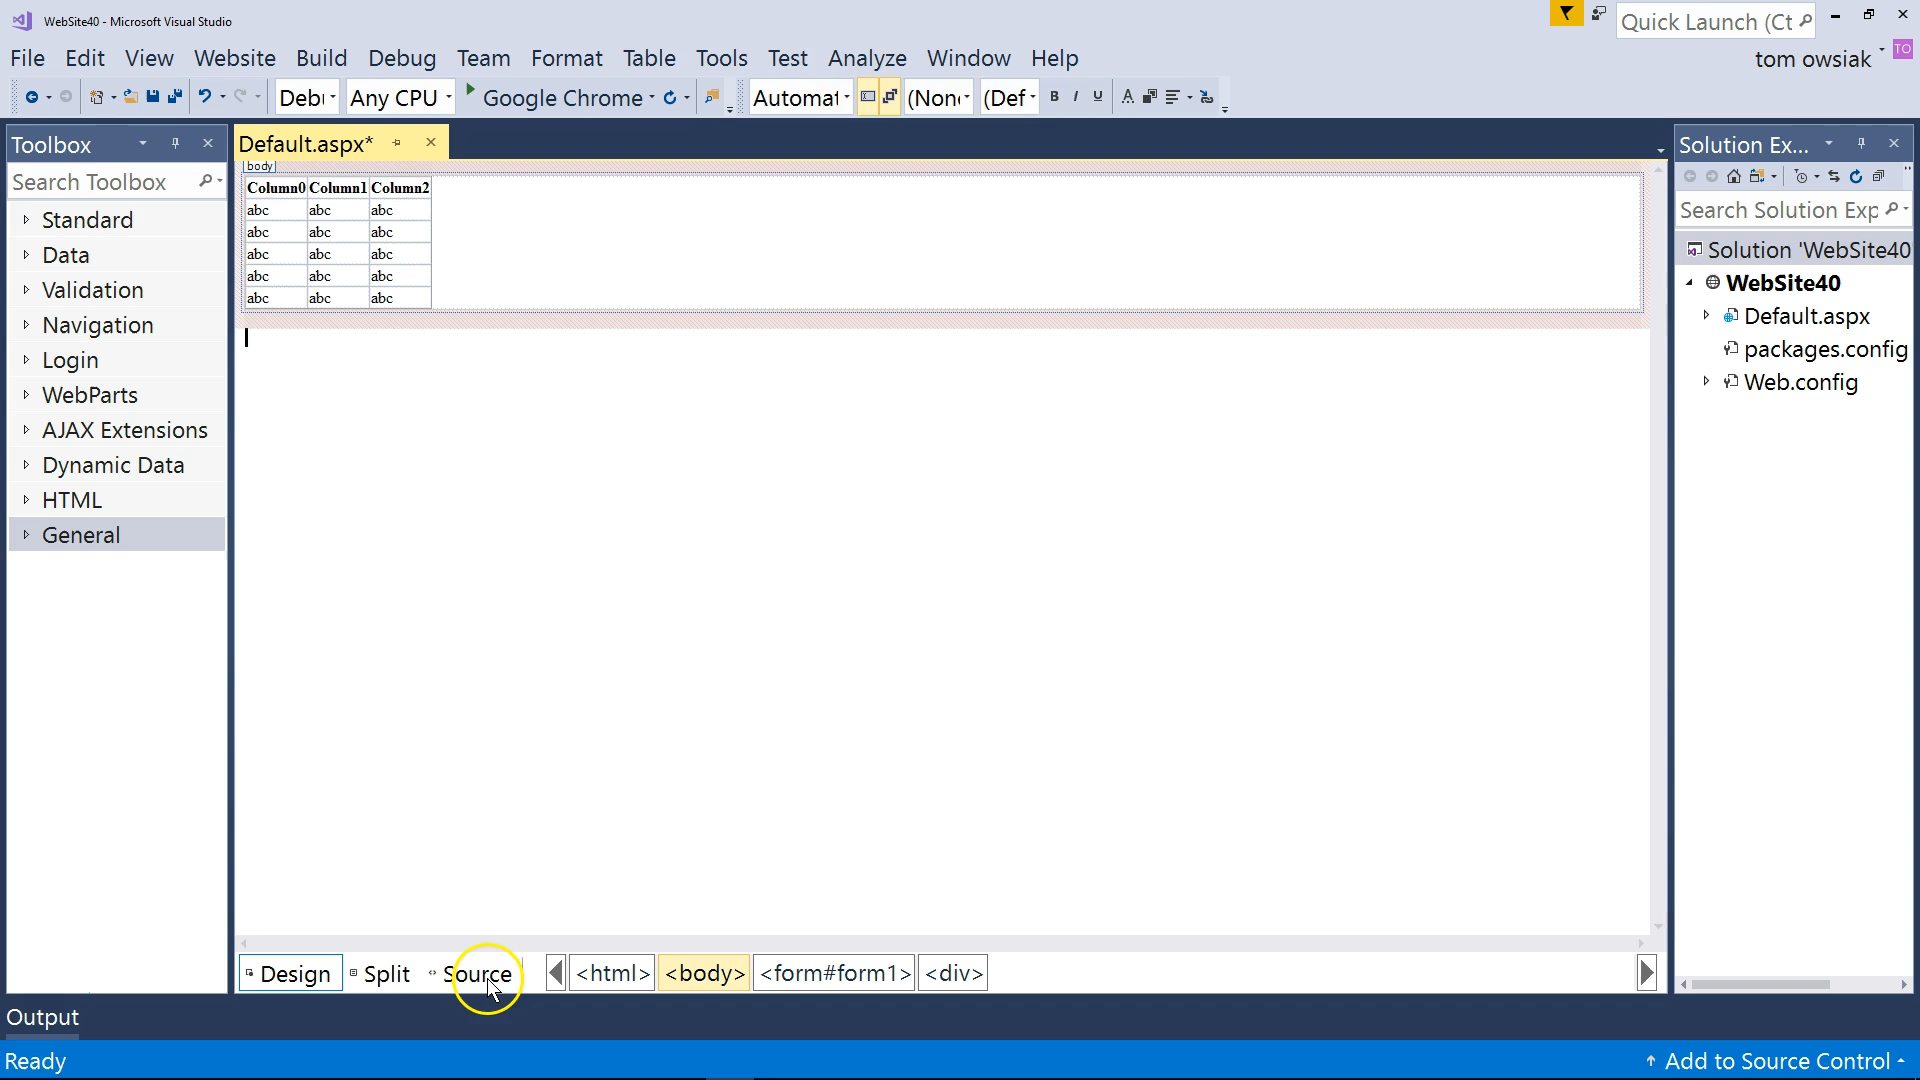 WebSite40 - Microsoft Visual Studio
Quick Launch (Ct
File Edit View Website Build Debug Team Format Table Tools Test Analyze Window Help
tom owsiak TO
Any CPU Google Chrome (Def B I U A
Toolbox
Default.aspx*
Solution Ex...
Search Toolbox
body
Column0 Column1 Column2
abc abc abc
abc abc abc
abc abc abc
abc abc abc
abc abc abc
Standard
Data
Validation
Navigation
Login
WebParts
AJAX Extensions
Dynamic Data
HTML
General
Search Solution Exp
Solution 'WebSite40
WebSite40
Default.aspx
packages.config
Web.config
Design Split Source <html> <body> <form#form1> <div>
Output
Ready
Add to Source Control